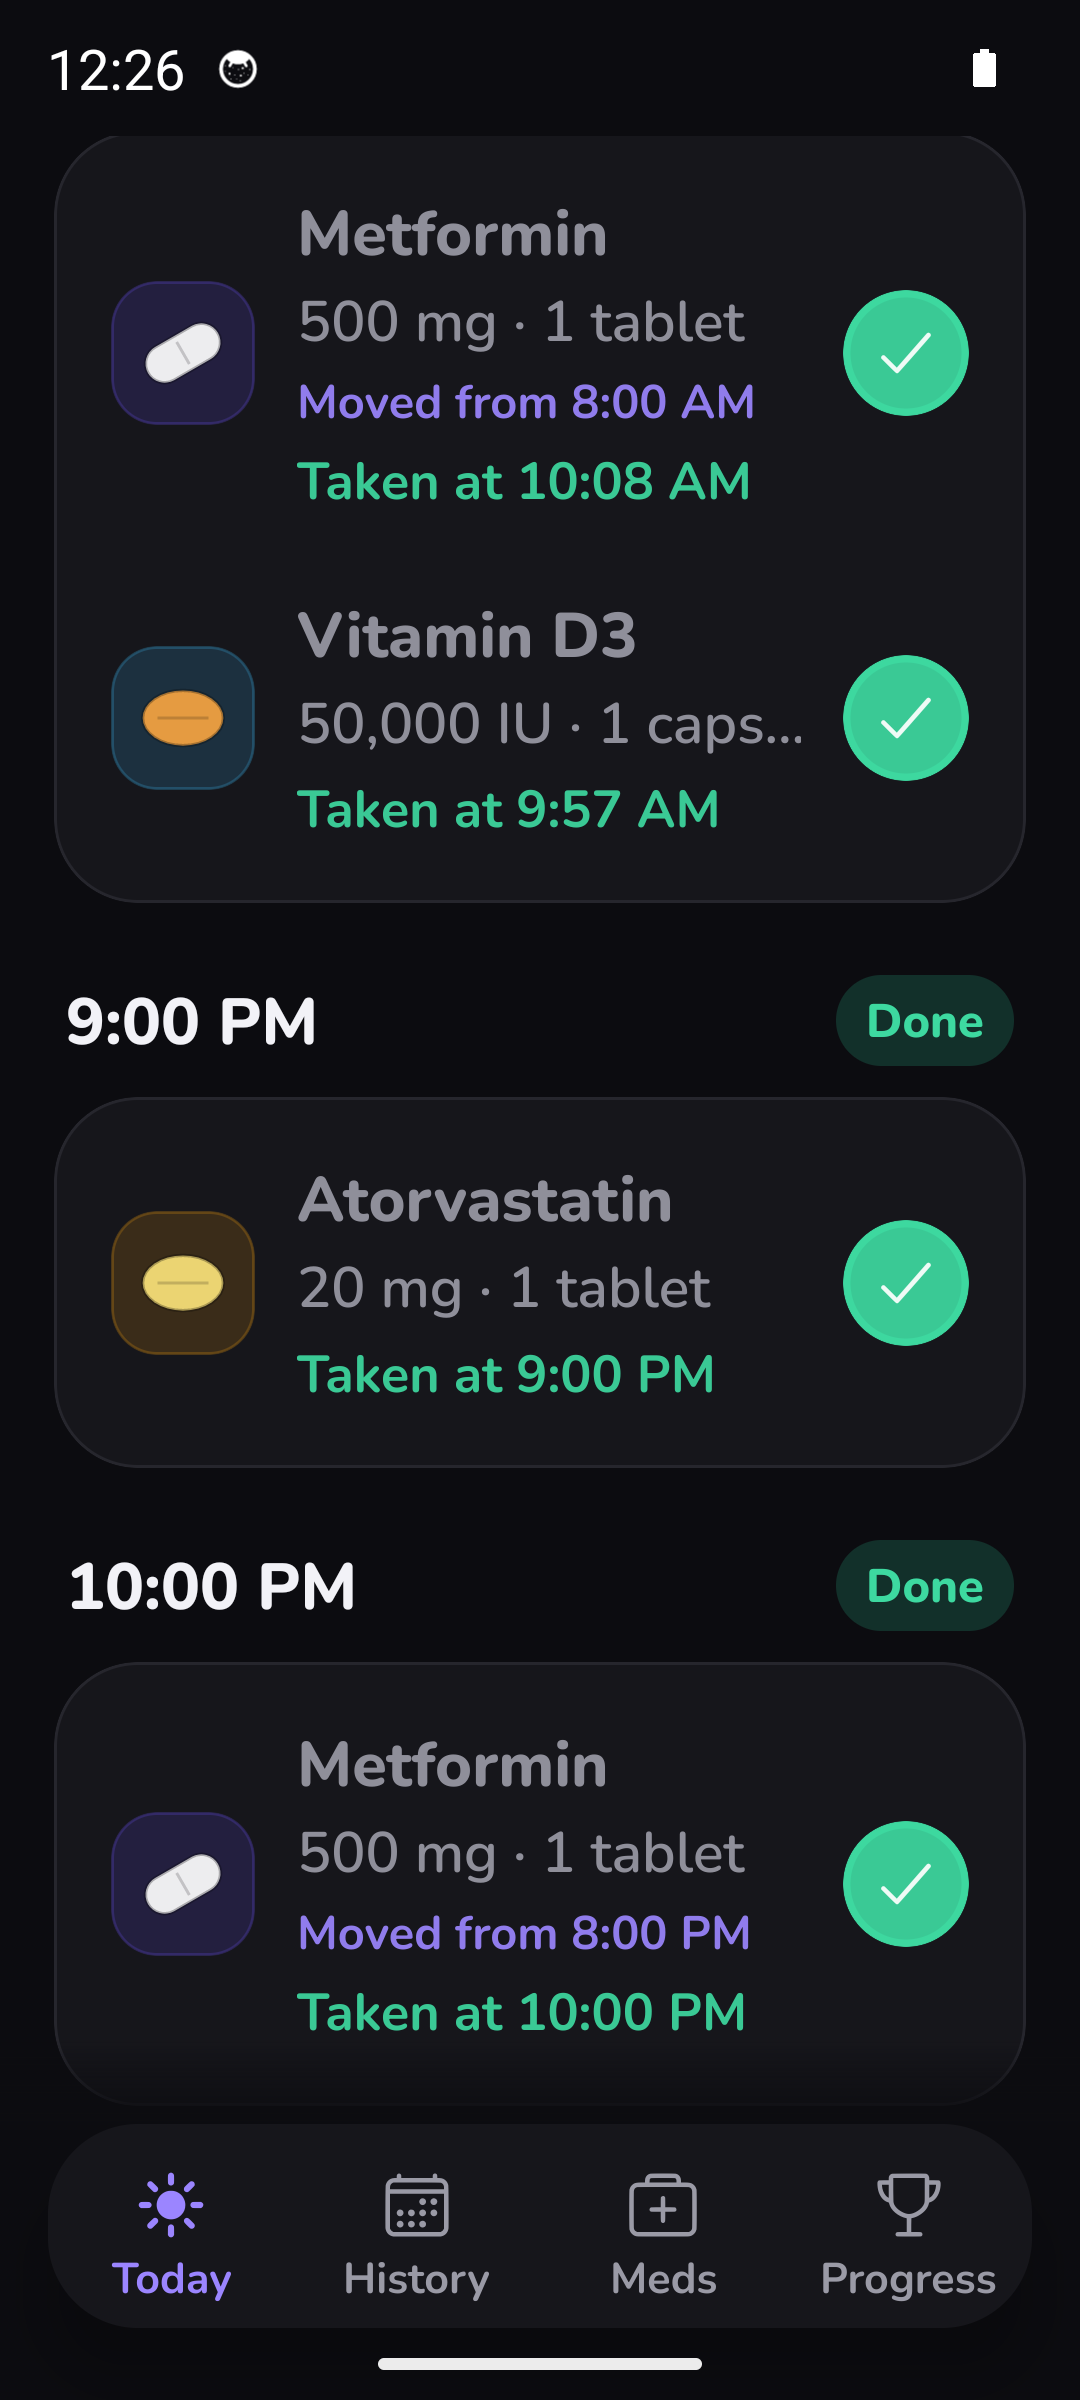 12:26
Metformin
500 mg · 1 tablet
Moved from 8:00 AM
Taken at 10:08 AM
Vitamin D3
50,000 IU · 1 caps...
Taken at 9:57 AM
9:00 PM
Done
Atorvastatin
20 mg · 1 tablet
Taken at 9:00 PM
10:00 PM
Done
Metformin
500 mg · 1 tablet
Moved from 8:00 PM
Taken at 10:00 PM
Today
History
Meds
Progress